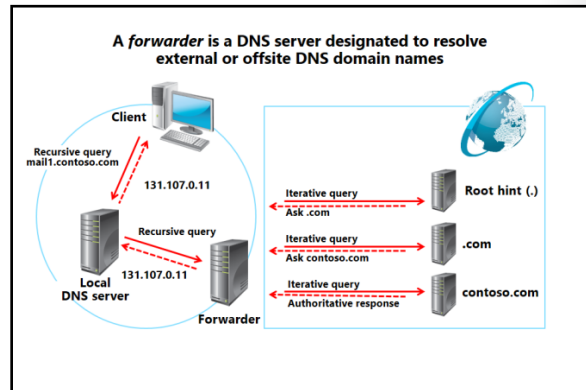 A forwarder is a DNS server designated to resolve
external or offsite DNS domain names
Client
Recursive query
mail1.contoso.com
131.107.0.11
Local
DNS server
Recursive query
131.107.0.11
Forwarder
Iterative query
Ask .com
Root hint (.)
Iterative query
Ask contoso.com
.com
Iterative query
Authoritative response
contoso.com